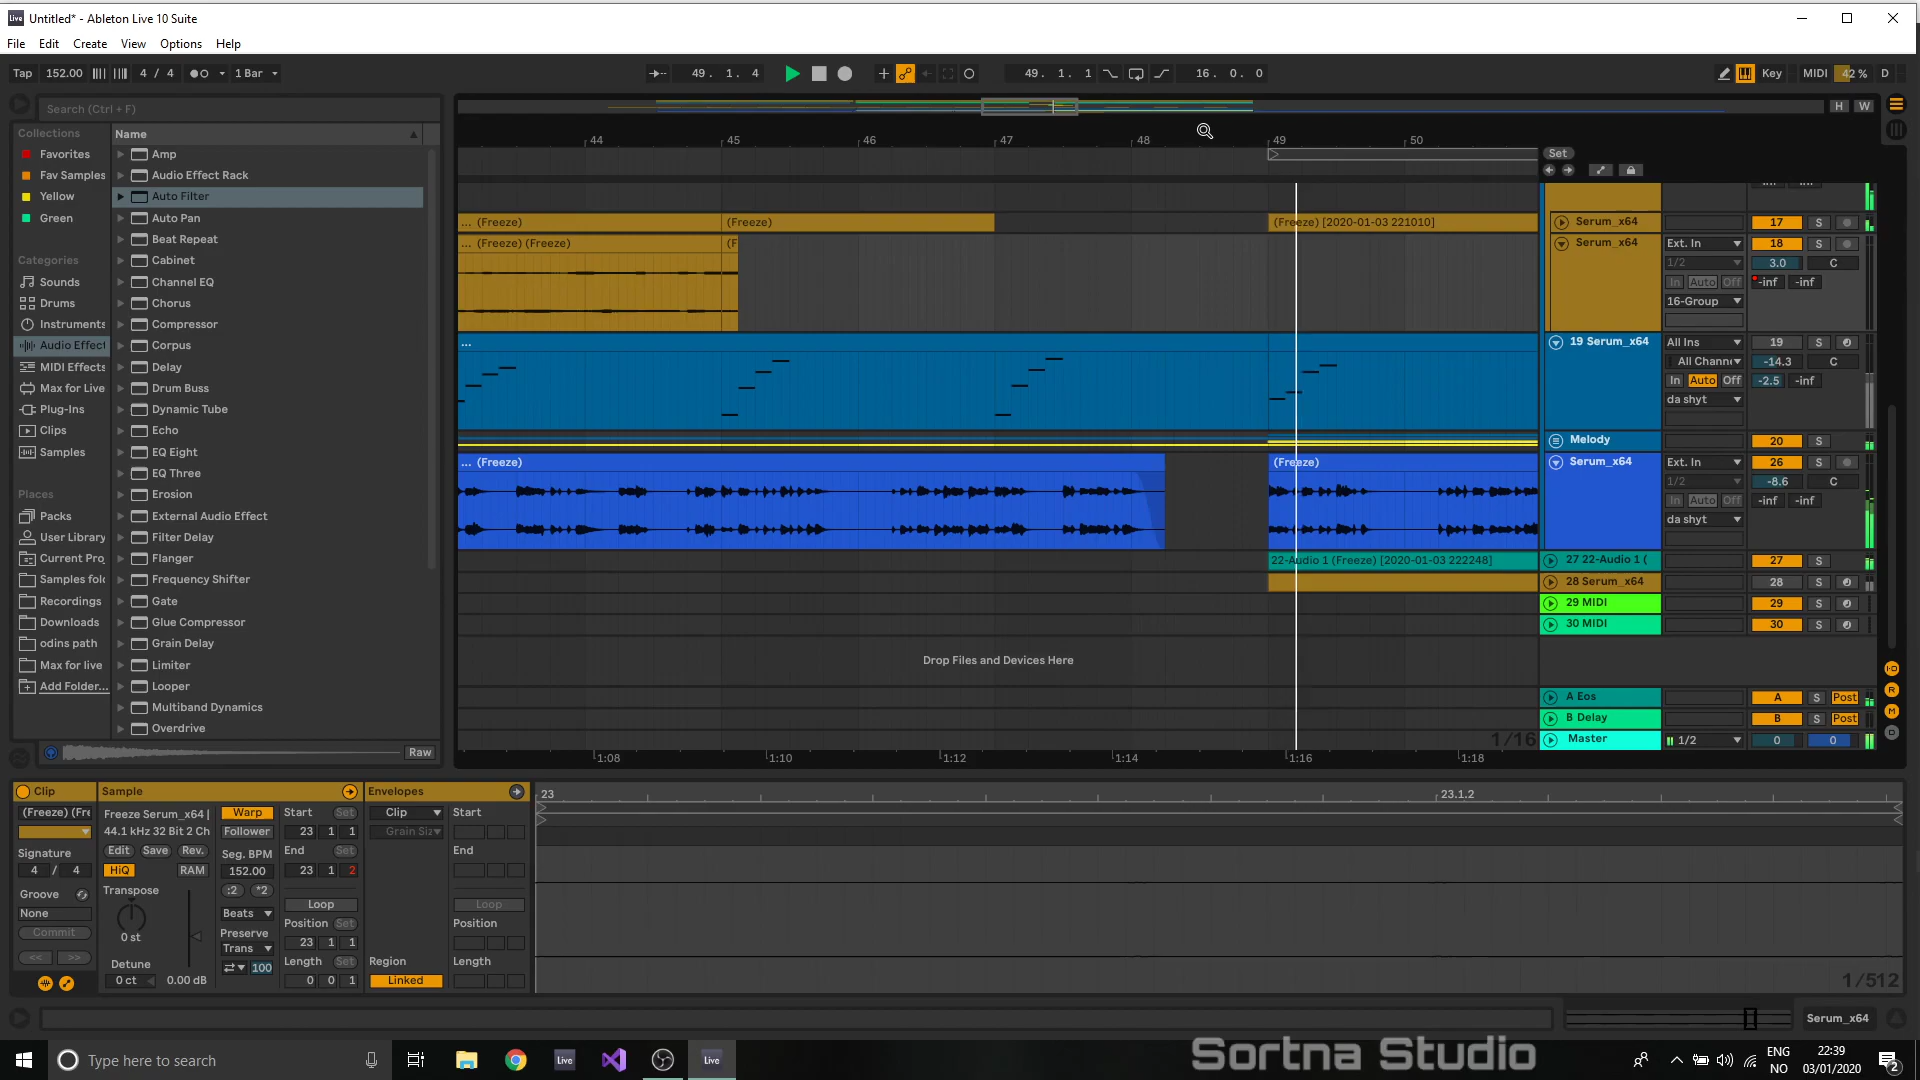 Untitled* - Ableton Live 10 Suite
File Edit Create View Options Help
Tap 152.00 4 / 4 1 Bar 49. 1. 4 49. 1. 1 16. 0. 0 Key MIDI 42 % D
Search (Ctrl + F)
H W
Collections
Favorites
Fav Samples
Yellow
Green
Categories
Sounds
Drums
Instruments
Audio Effect
MIDI Effects
Max for Live
Plug-Ins
Clips
Samples
Places
Packs
User Library
Current Pro
Samples fold
Recordings
Downloads
odins path
Max for live
Add Folder...
Name
Amp
Audio Effect Rack
Auto Filter
Auto Pan
Beat Repeat
Cabinet
Channel EQ
Chorus
Compressor
Corpus
Delay
Drum Buss
Dynamic Tube
Echo
EQ Eight
EQ Three
Erosion
External Audio Effect
Filter Delay
Flanger
Frequency Shifter
Gate
Glue Compressor
Grain Delay
Limiter
Looper
Multiband Dynamics
Overdrive
Raw
44 45 46 47 48 49 50
Set
... (Freeze) (Freeze) (Freeze) [2020-01-03 221010]
... (Freeze) (Freeze) (F
...
... (Freeze) (Freeze)
22-Audio 1 (Freeze) [2020-01-03 222248]
Drop Files and Devices Here
1/16
1:08 1:10 1:12 1:14 1:16 1:18
Serum_x64 17 S
Serum_x64 Ext. In 18 S
1/2 3.0 C
In Auto Off -inf -inf
16-Group
19 Serum_x64 All Ins 19 S
All Channe -14.3 C
In Auto Off -2.5 -inf
da shyt
Melody 20 S
Serum_x64 Ext. In 26 S
1/2 -8.6 C
In Auto Off -inf -inf
da shyt
27 22-Audio 1 ( 27 S
28 Serum_x64 28 S
29 MIDI 29 S
30 MIDI 30 S
A Eos A S Post
B Delay B S Post
Master 1/2 0 0
Clip
(Freeze) (Fre
Signature
4 / 4
Groove
None
Commit
<< >>
Sample
Freeze Serum_x64 |
44.1 kHz 32 Bit 2 Ch
Edit Save Rev.
HiQ RAM
Transpose
0 st
Detune
0 ct 0.00 dB
Warp
Follower
Seg. BPM
152.00
:2 *2
Beats
Preserve
Trans
100
Start Set
23 1 1
End Set
23 1 2
Loop
Position Set
23 1 1
Length Set
0 0 1
Envelopes
Clip
Grain Siz
Region
Linked
Start
End
Loop
Position
Length
23 23.1.2
1/512
Serum_x64
Type here to search
Live
Live
Sortna Studio
ENG
NO
22:39
03/01/2020
2